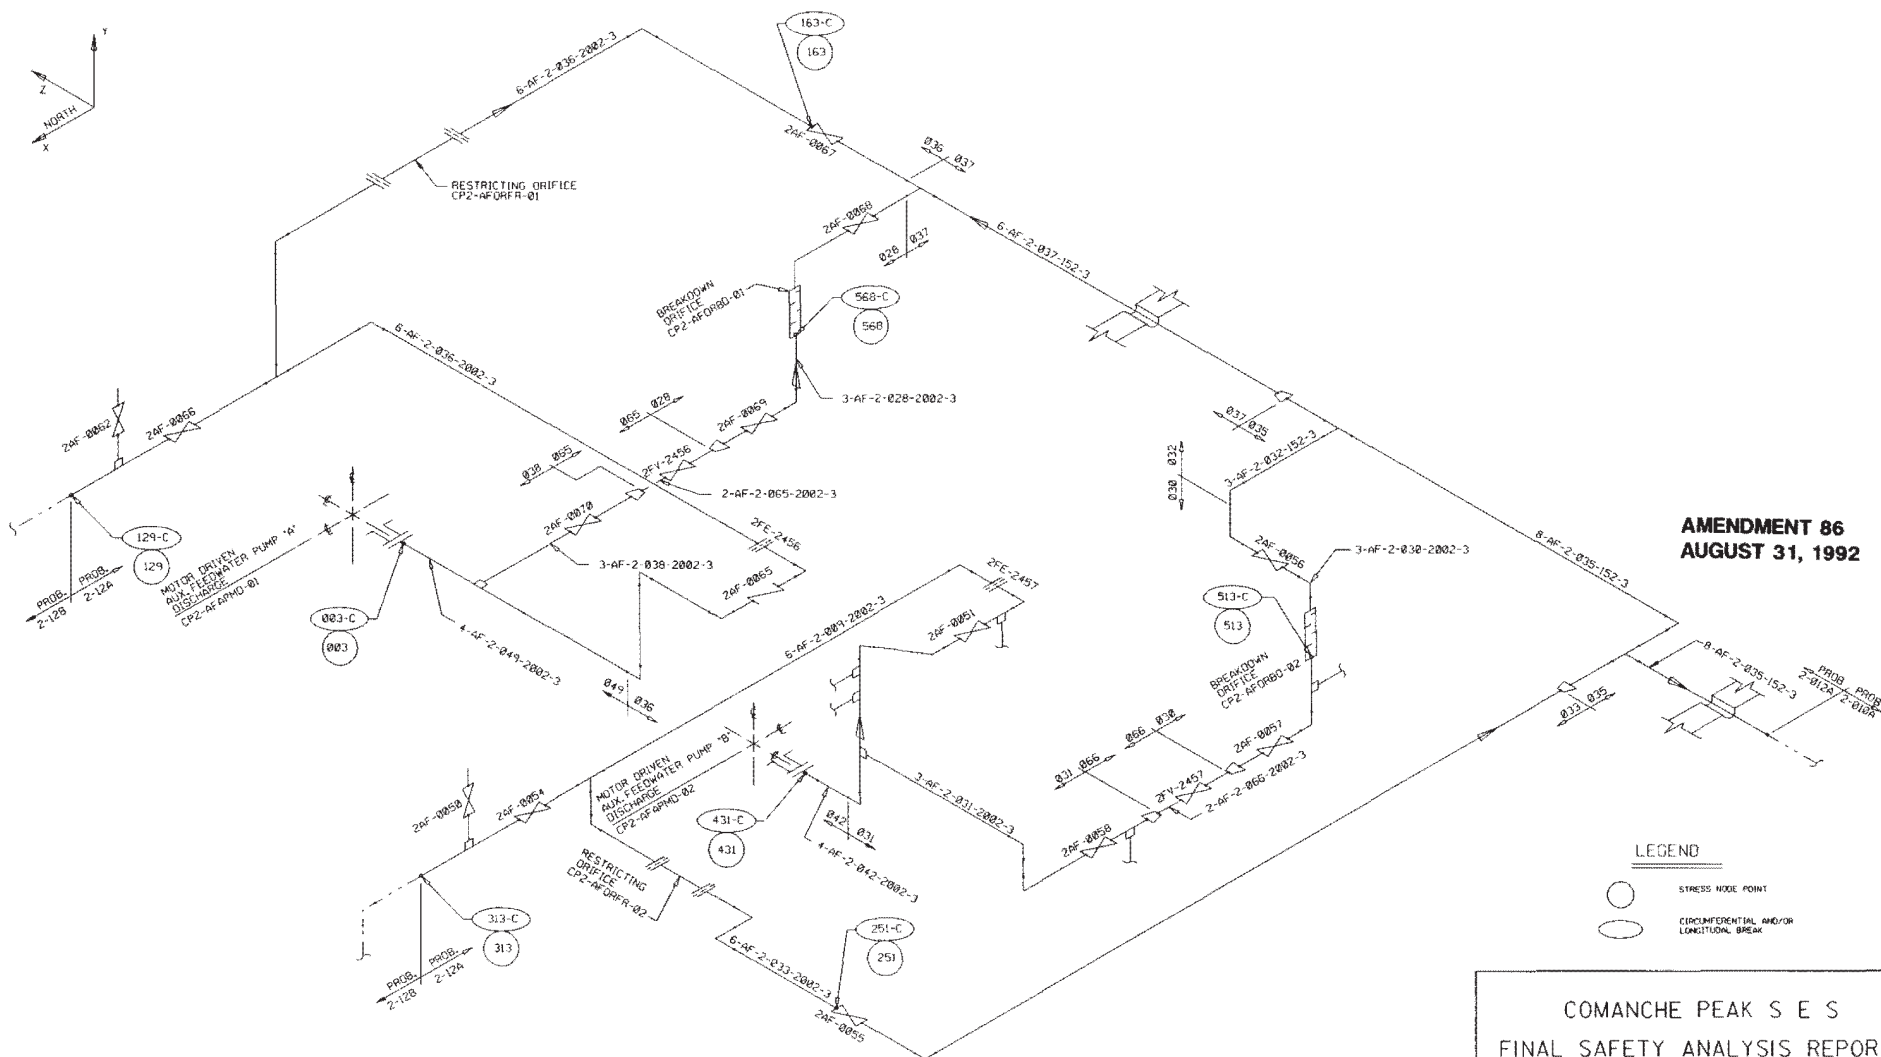 Y
Z
NORTH
X
163-C
163
6-AF-2-036-2002-3
2AF-0067
036 037
RESTRICTING ORIFICE
CP2-AFORFR-01
2AF-0068
028 037
6-AF-2-037-152-3
BREAKDOWN
ORIFICE
CP2-AFORBD-01
568-C
568
6-AF-2-036-2002-3
3-AF-2-028-2002-3
065 028
2AF-0069
2AF-0062
2AF-0066
038 065
2FV-2456
2-AF-2-065-2002-3
037 035
3-AF-2-032-152-3
030 032
129-C
129
PROB. PROB.
2-12B 2-12A
MOTOR DRIVEN
AUX. FEEDWATER PUMP "A"
DISCHARGE
CP2-AFAPMD-01
2AF-0070
3-AF-2-038-2002-3
2FE-2456
2AF-0065
003-C
003
4-AF-2-049-2002-3
049 036
2FE-2457
2AF-0051
6-AF-2-009-2002-3
2AF-0056
3-AF-2-030-2002-3
8-AF-2-035-152-3
AMENDMENT 86
AUGUST 31, 1992
513-C
513
BREAKDOWN
ORIFICE
CP2-AFORBD-02
8-AF-2-035-152-3
PROB PROB
2-012A 2-010A
033 035
066 030
031 066
2AF-0057
2FV-2457
2-AF-2-066-2002-3
3-AF-2-031-2002-3
2AF-0058
MOTOR DRIVEN
AUX. FEEDWATER PUMP "B"
DISCHARGE
CP2-AFAPMD-02
2AF-0050
2AF-0054
431-C
431
042 031
4-AF-2-042-2002-3
RESTRICTING
ORIFICE
CP2-AFORFR-02
313-C
313
PROB. PROB.
2-12B 2-12A
251-C
251
6-AF-2-033-2002-3
2AF-0055
LEGEND
STRESS NODE POINT
CIRCUMFERENTIAL AND/OR
LONGITUDAL BREAK
COMANCHE PEAK S E S
FINAL SAFETY ANALYSIS REPOR